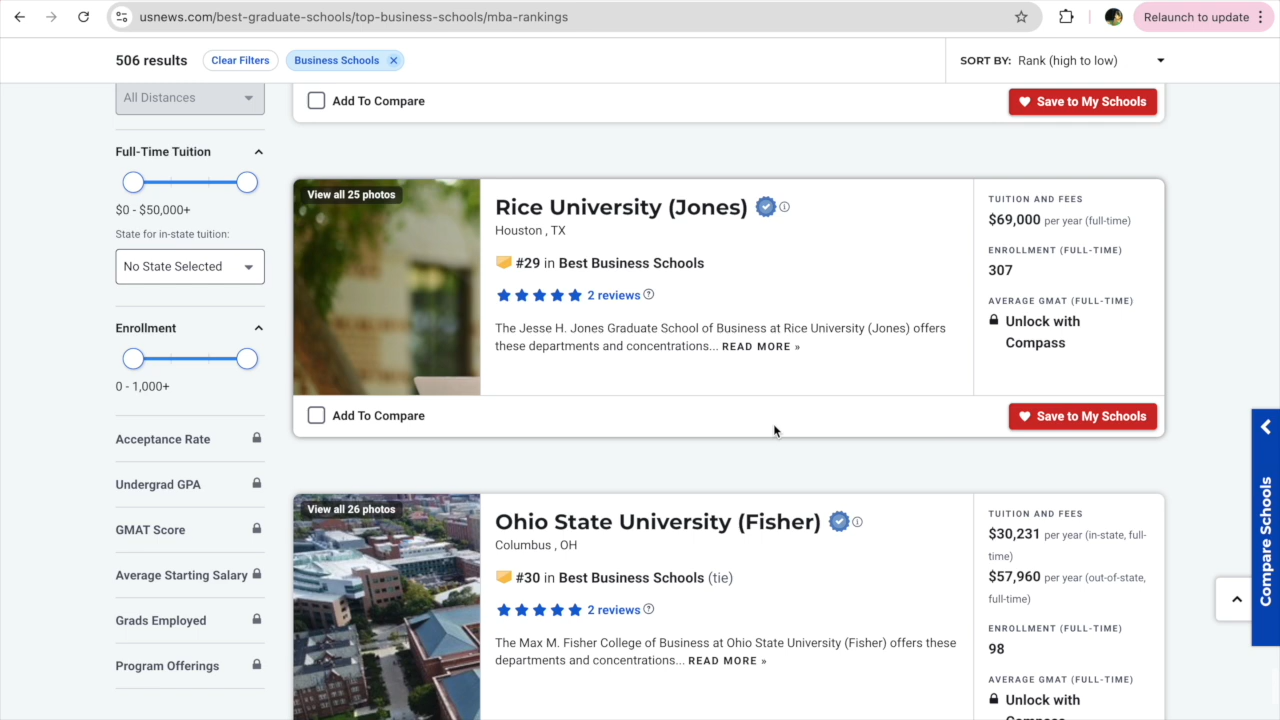 usnews.com/best-graduate-schools/top-business-schools/mba-rankings
Relaunch to update
506 results
Clear Filters
Business Schools
SORT BY: Rank (high to low)
All Distances
Full-Time Tuition
$0 - $50,000+
State for in-state tuition:
No State Selected
Enrollment
0 - 1,000+
Acceptance Rate
Undergrad GPA
GMAT Score
Average Starting Salary
Grads Employed
Program Offerings
Add To Compare
Save to My Schools
View all 25 photos
Rice University (Jones)
Houston , TX
#29 in Best Business Schools
2 reviews
The Jesse H. Jones Graduate School of Business at Rice University (Jones) offers
these departments and concentrations... READ MORE »
TUITION AND FEES
$69,000 per year (full-time)
ENROLLMENT (FULL-TIME)
307
AVERAGE GMAT (FULL-TIME)
Unlock with
Compass
Add To Compare
Save to My Schools
View all 26 photos
Ohio State University (Fisher)
Columbus , OH
#30 in Best Business Schools (tie)
2 reviews
The Max M. Fisher College of Business at Ohio State University (Fisher) offers these
departments and concentrations... READ MORE »
TUITION AND FEES
$30,231 per year (in-state, full-
time)
$57,960 per year (out-of-state,
full-time)
ENROLLMENT (FULL-TIME)
98
AVERAGE GMAT (FULL-TIME)
Unlock with
Compass
Compare Schools